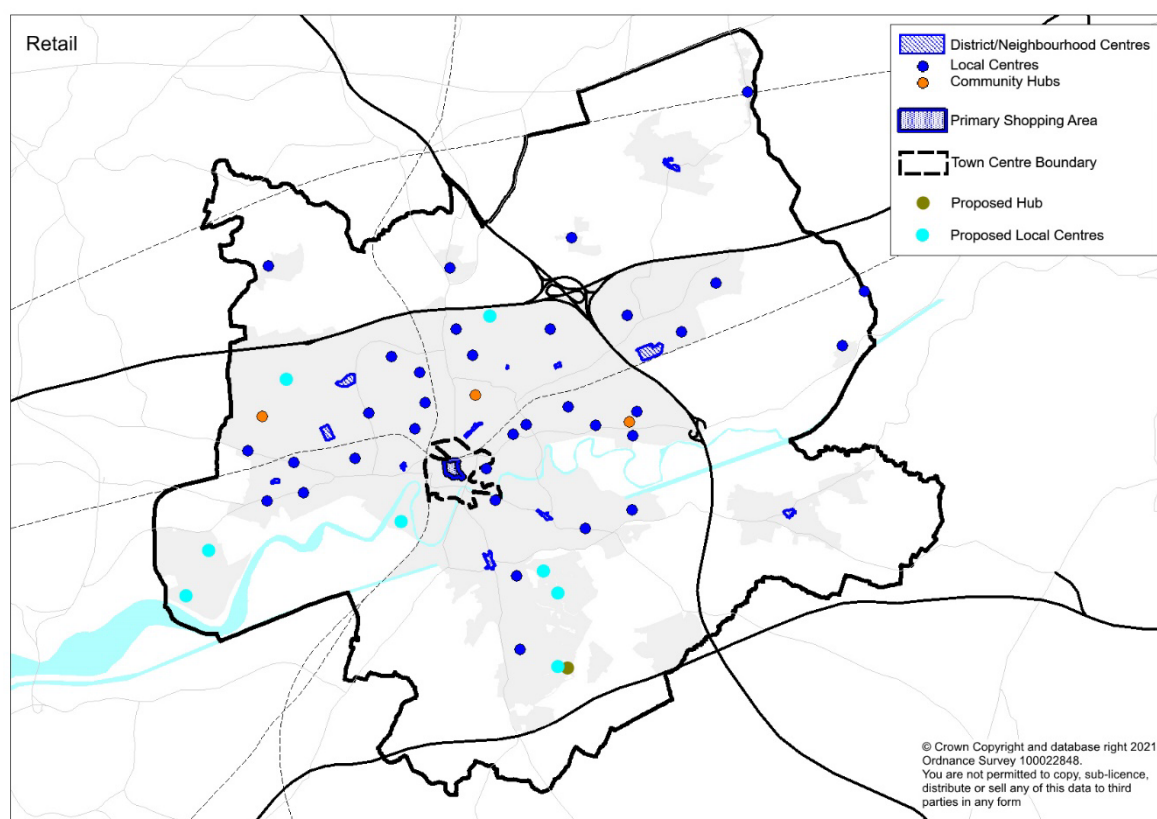 Retail
District/Neighbourhood Centres
Local Centres
Community Hubs
Primary Shopping Area
Town Centre Boundary
Proposed Hub
Proposed Local Centres
© Crown Copyright and database right 2021
Ordnance Survey 100022848.
You are not permitted to copy, sub-licence,
distribute or sell any of this data to third
parties in any form